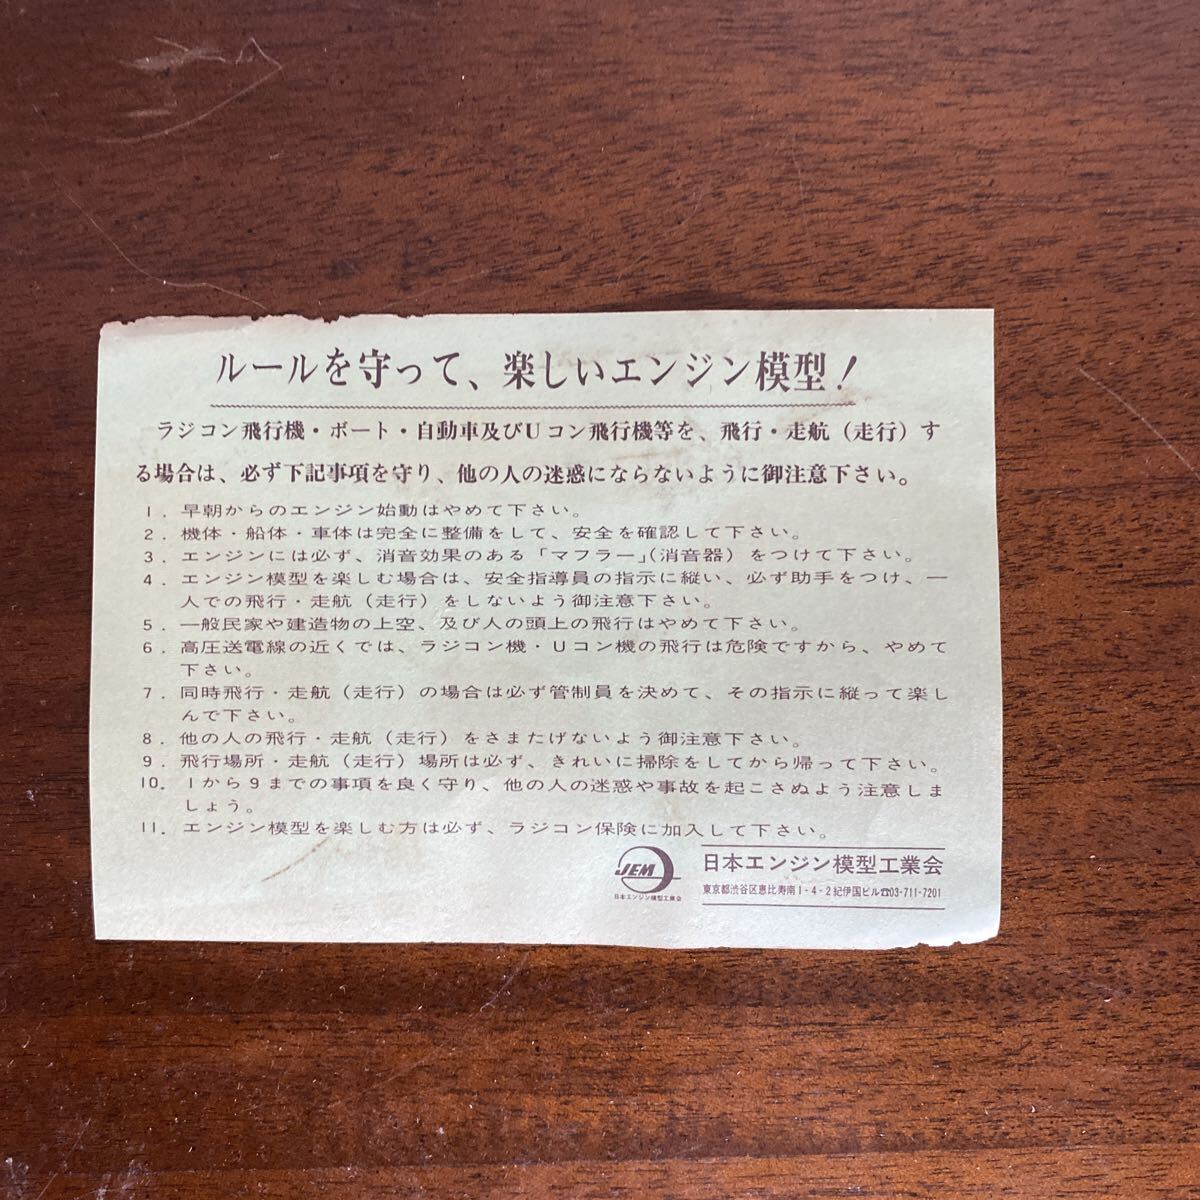 ルールを守って、楽しいエンジン模型！
ラジコン飛行機・ボート・自動車及びUコン飛行機等を、飛行・走航（走行）す
る場合は、必ず下記事項を守り、他の人の迷惑にならないように御注意下さい。
1．早朝からのエンジン始動はやめて下さい。
2．機体・船体・車体は完全に整備をして、安全を確認して下さい。
3．エンジンには必ず、消音効果のある「マフラー」（消音器）をつけて下さい。
4．エンジン模型を楽しむ場合は、安全指導員の指示に縦い、必ず助手をつけ、一
人での飛行・走航（走行）をしないよう御注意下さい。
5．一般民家や建造物の上空、及び人の頭上の飛行はやめて下さい。
6．高圧送電線の近くでは、ラジコン機・Uコン機の飛行は危険ですから、やめて
下さい。
7．同時飛行・走航（走行）の場合は必ず管制員を決めて、その指示に縦って楽し
んで下さい。
8．他の人の飛行・走航（走行）をさまたげないよう御注意下さい。
9．飛行場所・走航（走行）場所は必ず、きれいに掃除をしてから帰って下さい。
10．1から9までの事項を良く守り、他の人の迷惑や事故を起こさぬよう注意しま
しょう。
11．エンジン模型を楽しむ方は必ず、ラジコン保険に加入して下さい。
JEM
日本エンジン模型工業会
日本エンジン模型工業会
東京都渋谷区恵比寿南1-4-2紀伊国ビル☎03-711-7201